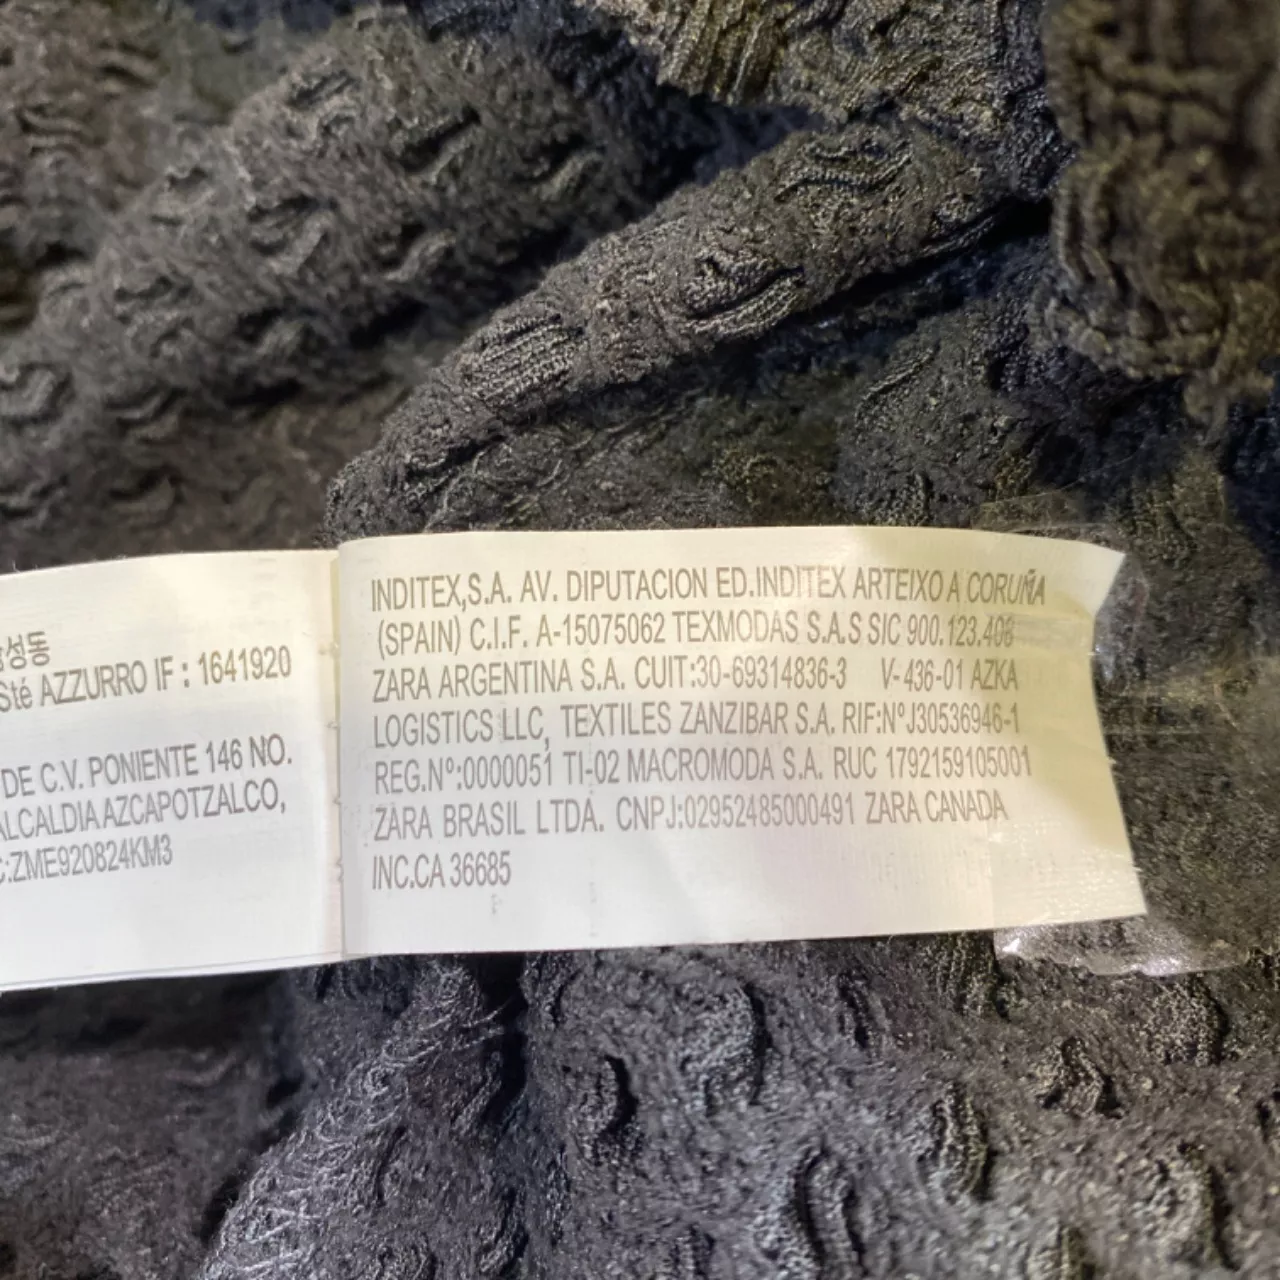 성동
Sté AZZURRO IF : 1641920
DE C.V. PONIENTE 146 NO.
ALCALDIA AZCAPOTZALCO,
C:ZME920824KM3
INDITEX,S.A. AV. DIPUTACION ED.INDITEX ARTEIXO A CORUÑA
(SPAIN) C.I.F. A-15075062 TEXMODAS S.A.S SIC 900.123.408
ZARA ARGENTINA S.A. CUIT:30-69314836-3 V-436-01 AZKA
LOGISTICS LLC, TEXTILES ZANZIBAR S.A. RIF:Nº J30536946-1
REG.Nº:0000051 TI-02 MACROMODA S.A. RUC 1792159105001
ZARA BRASIL LTDA. CNPJ:02952485000491 ZARA CANADA
INC.CA 36685